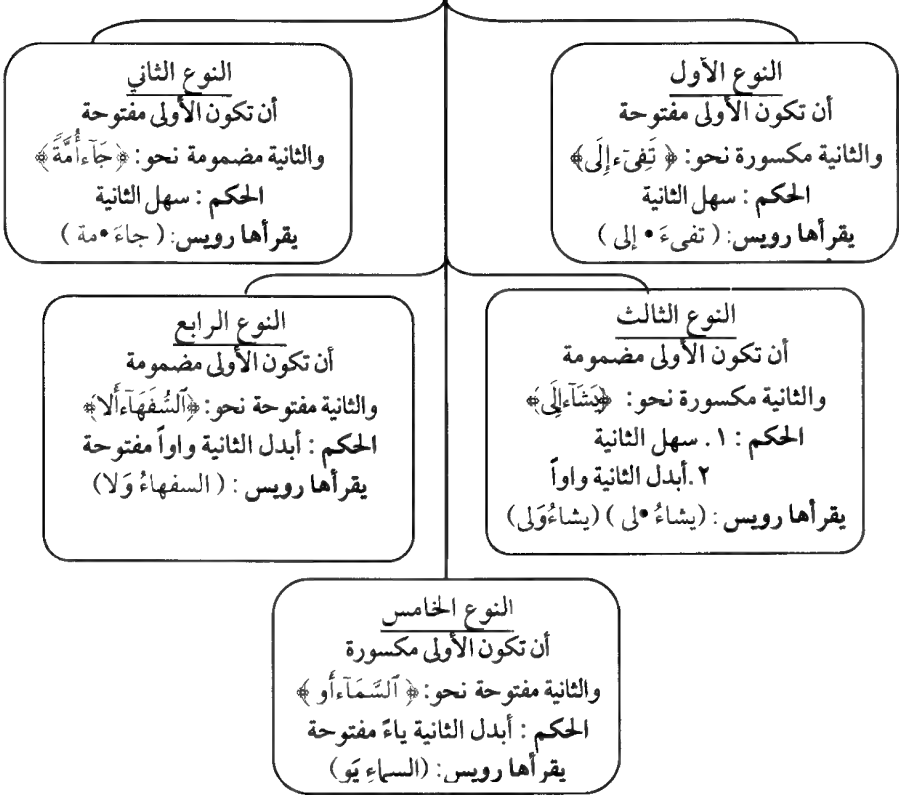 النوع الأول
أن تكون الأولى مفتوحة
والثانية مكسورة نحو: ﴿ تَفِىٓءَ إِلَى﴾
الحكم : سهل الثانية
يقرأها رويس: ( تفىءَ • إلى )
النوع الثاني
أن تكون الأولى مفتوحة
والثانية مضمومة نحو: ﴿جَآءَ أُمَّةً﴾
الحكم : سهل الثانية
يقرأها رويس: ( جاءَ •مة )
النوع الثالث
أن تكون الأولى مضمومة
والثانية مكسورة نحو: ﴿يَشَآءُ إِلَى﴾
الحكم : ١. سهل الثانية
٢.أبدل الثانية واواً
يقرأها رويس : (يشاءُ •لى ) (يشاءُوَلى)
النوع الرابع
أن تكون الأولى مضمومة
والثانية مفتوحة نحو: ﴿ٱلسُّفَهَآءُ أَلَا﴾
الحكم : أبدل الثانية واواً مفتوحة
يقرأها رويس : ( السفهاءُ وَلا)
النوع الخامس
أن تكون الأولى مكسورة
والثانية مفتوحة نحو: ﴿ ٱلسَّمَآءِ أَو ﴾
الحكم : أبدل الثانية ياءً مفتوحة
يقرأها رويس: (السماءِ يَو)